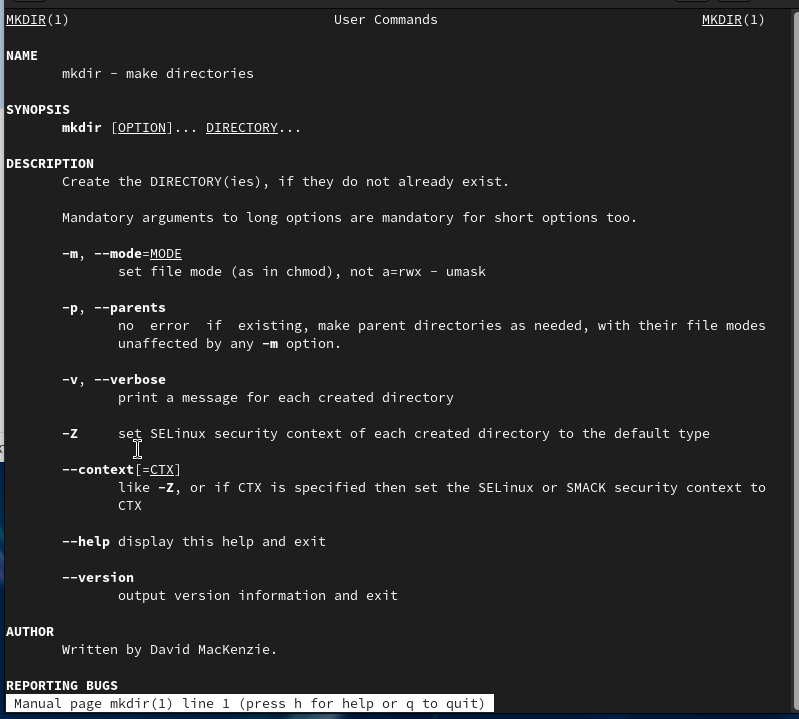 MKDIR(1) User Commands MKDIR(1)
NAME
mkdir - make directories
SYNOPSIS
mkdir [OPTION]... DIRECTORY...
DESCRIPTION
Create the DIRECTORY(ies), if they do not already exist.
Mandatory arguments to long options are mandatory for short options too.
-m, --mode=MODE
set file mode (as in chmod), not a=rwx - umask
-p, --parents
no error if existing, make parent directories as needed, with their file modes
unaffected by any -m option.
-v, --verbose
print a message for each created directory
-Z set SELinux security context of each created directory to the default type
--context[=CTX]
like -Z, or if CTX is specified then set the SELinux or SMACK security context to
CTX
--help display this help and exit
--version
output version information and exit
AUTHOR
Written by David MacKenzie.
REPORTING BUGS
Manual page mkdir(1) line 1 (press h for help or q to quit)